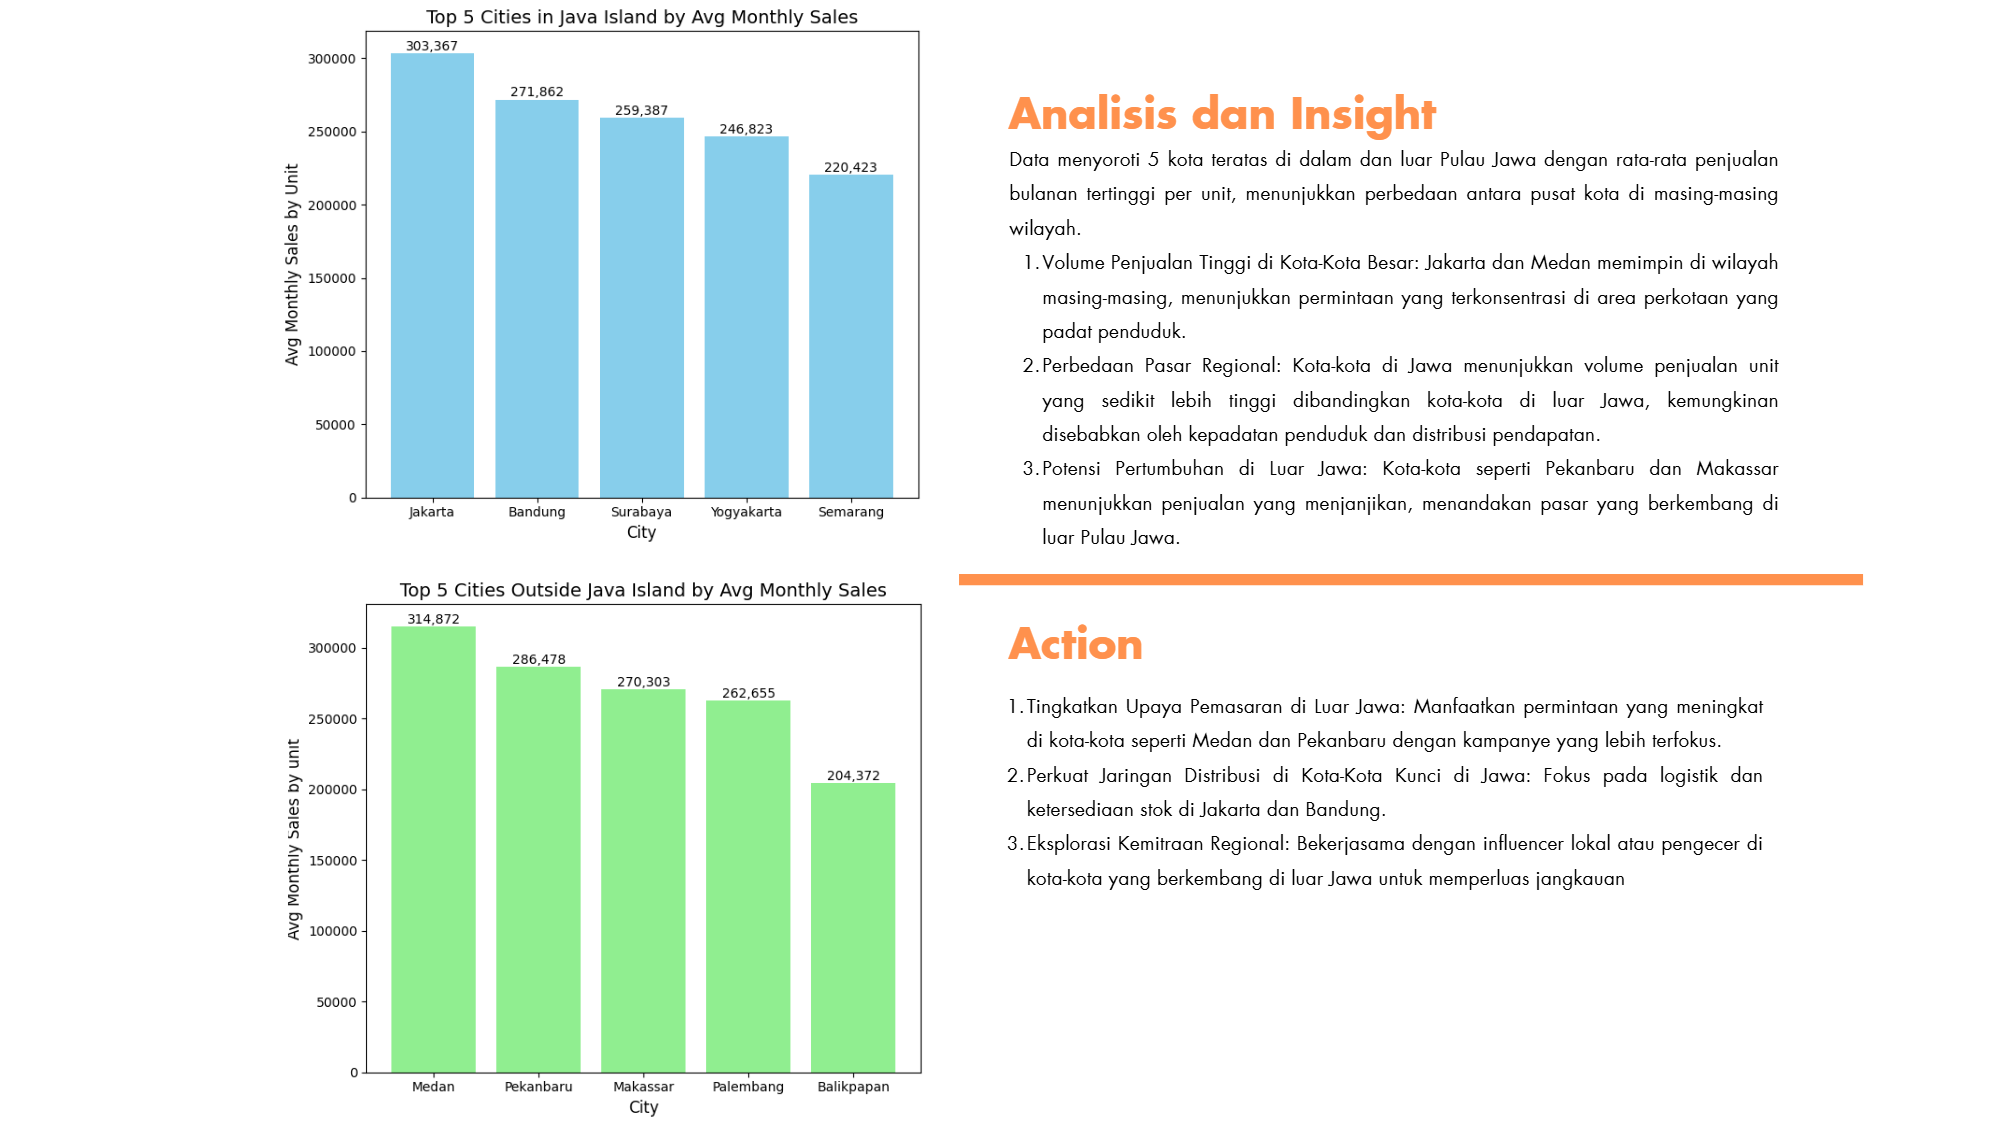 Top 5 Cities in Java Island by Avg Monthly Sales
303,367
271,862
259,387
246,823
220,423
300000
250000
200000
150000
100000
50000
0
Avg Monthly Sales by Unit
Jakarta Bandung Surabaya Yogyakarta Semarang
City
Top 5 Cities Outside Java Island by Avg Monthly Sales
314,872
286,478
270,303
262,655
204,372
300000
250000
200000
150000
100000
50000
0
Avg Monthly Sales by unit
Medan Pekanbaru Makassar Palembang Balikpapan
City
Analisis dan Insight
Data menyoroti 5 kota teratas di dalam dan luar Pulau Jawa dengan rata-rata penjualan
bulanan tertinggi per unit, menunjukkan perbedaan antara pusat kota di masing-masing
wilayah.
1. Volume Penjualan Tinggi di Kota-Kota Besar: Jakarta dan Medan memimpin di wilayah
masing-masing, menunjukkan permintaan yang terkonsentrasi di area perkotaan yang
padat penduduk.
2. Perbedaan Pasar Regional: Kota-kota di Jawa menunjukkan volume penjualan unit
yang sedikit lebih tinggi dibandingkan kota-kota di luar Jawa, kemungkinan
disebabkan oleh kepadatan penduduk dan distribusi pendapatan.
3. Potensi Pertumbuhan di Luar Jawa: Kota-kota seperti Pekanbaru dan Makassar
menunjukkan penjualan yang menjanjikan, menandakan pasar yang berkembang di
luar Pulau Jawa.
Action
1. Tingkatkan Upaya Pemasaran di Luar Jawa: Manfaatkan permintaan yang meningkat
di kota-kota seperti Medan dan Pekanbaru dengan kampanye yang lebih terfokus.
2. Perkuat Jaringan Distribusi di Kota-Kota Kunci di Jawa: Fokus pada logistik dan
ketersediaan stok di Jakarta dan Bandung.
3. Eksplorasi Kemitraan Regional: Bekerjasama dengan influencer lokal atau pengecer di
kota-kota yang berkembang di luar Jawa untuk memperluas jangkauan